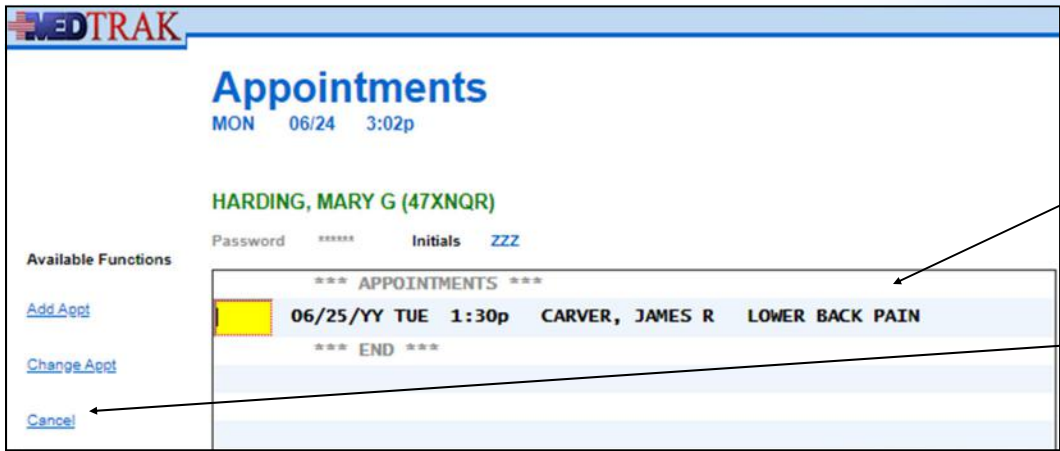 MEDTRAK
Appointments
MON 06/24 3:02p
HARDING, MARY G (47XNQR)
Password ****** Initials ZZZ
Available Functions
*** APPOINTMENTS ***
Add Appt
06/25/YY TUE 1:30p CARVER, JAMES R LOWER BACK PAIN
*** END ***
Change Appt
Cancel